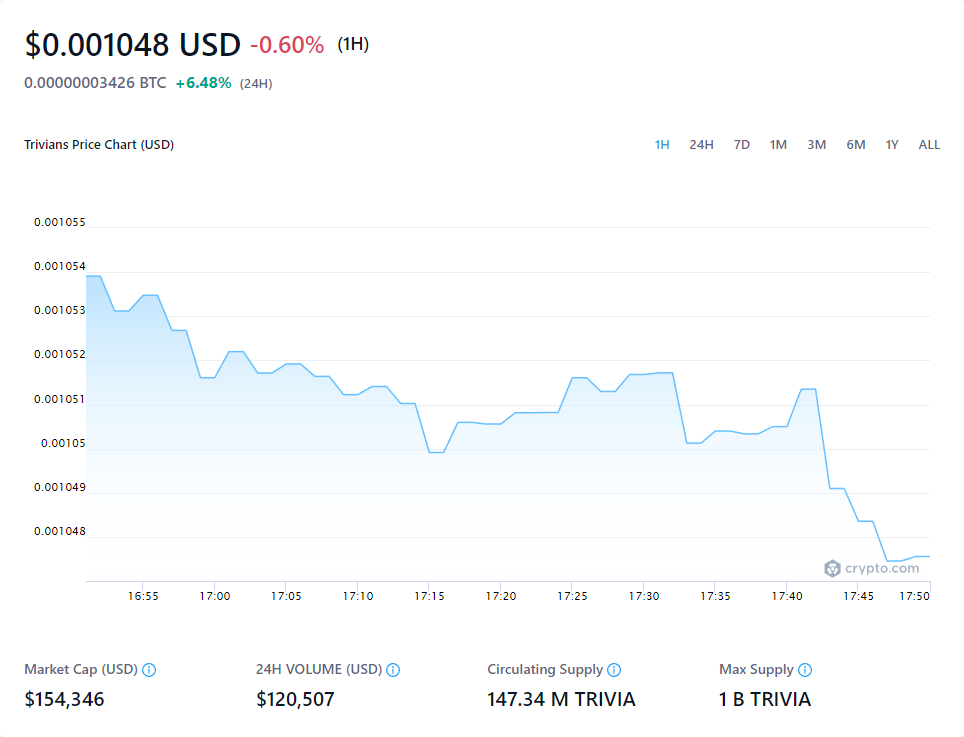 $0.001048 USD -0.60% (1H)
0.00000003426 BTC +6.48% (24H)
Trivians Price Chart (USD) 1H 24H 7D 1M 3M 6M 1Y ALL
0.001055
0.001054
0.001053
0.001052
0.001051
0.00105
0.001049
0.001048
crypto.com
16:55 17:00 17:05 17:10 17:15 17:20 17:25 17:30 17:35 17:40 17:45 17:50
Market Cap (USD) 24H VOLUME (USD) Circulating Supply Max Supply
$154,346 $120,507 147.34 M TRIVIA 1 B TRIVIA